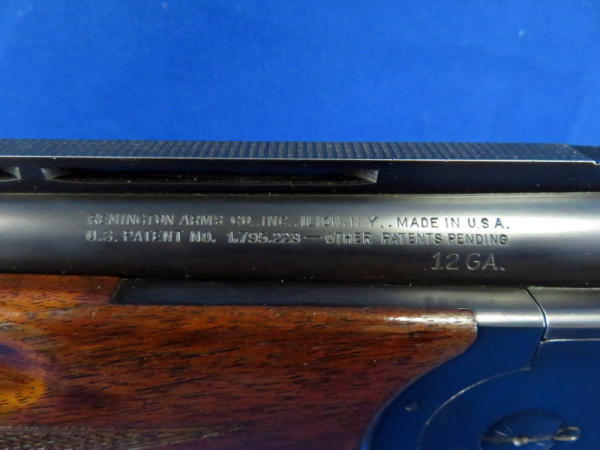 REMINGTON ARMS CO. INC. ILION, N.Y., MADE IN U.S.A.
U.S. PATENT NO. 1,795,229 — OTHER PATENTS PENDING
12 GA.